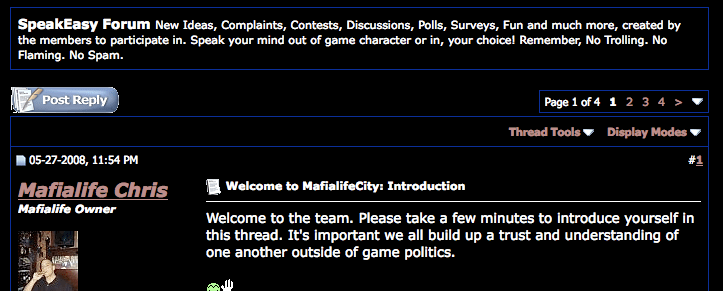 SpeakEasy Forum New Ideas, Complaints, Contests, Discussions, Polls, Surveys, Fun and much more, created by
the members to participate in. Speak your mind out of game character or in, your choice! Remember, No Trolling. No
Flaming. No Spam.
Post Reply
Page 1 of 4 1 2 3 4 >
Thread Tools Display Modes
05-27-2008, 11:54 PM #1
Mafialife Chris
Mafialife Owner
Welcome to MafialifeCity: Introduction
Welcome to the team. Please take a few minutes to introduce yourself in
this thread. It's important we all build up a trust and understanding of
one another outside of game politics.